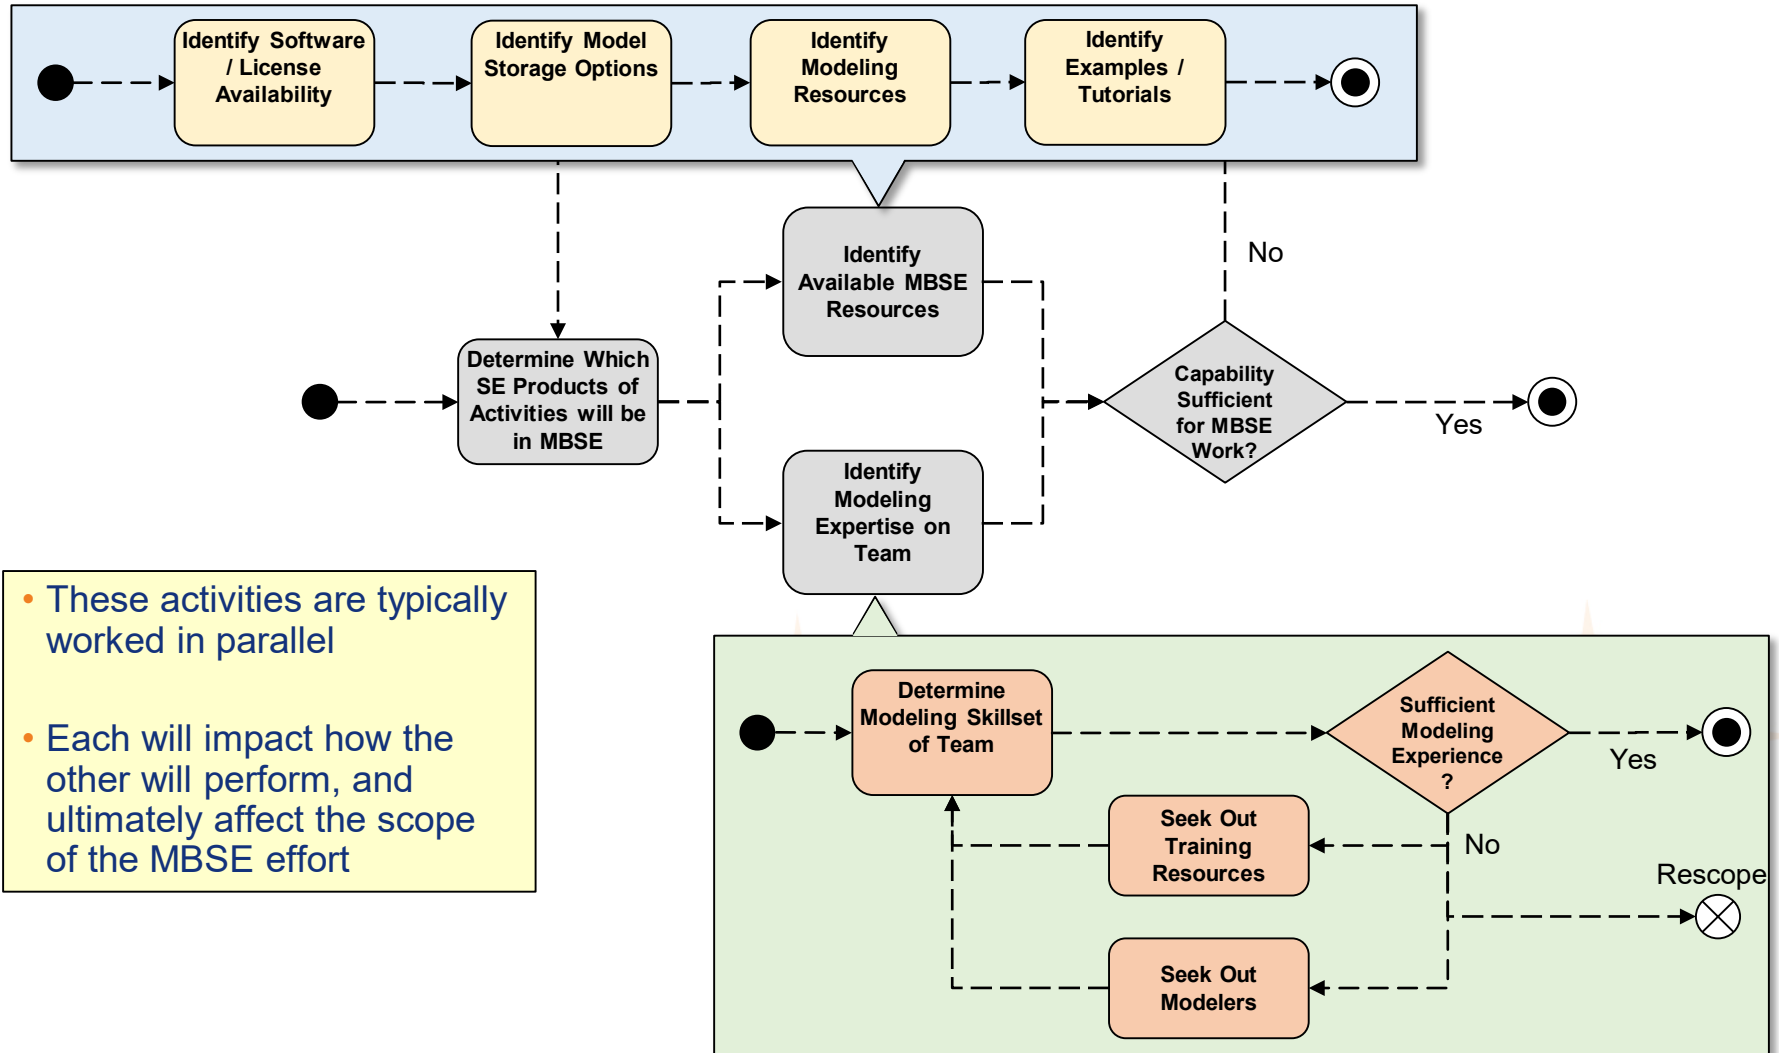 Identify Software
/ License
Availability
Identify Model
Storage Options
Identify
Modeling
Resources
Identify
Examples /
Tutorials
No
Identify
Available MBSE
Resources
Determine Which
SE Products of
Activities will be
in MBSE
Capability
Sufficient
for MBSE
Work?
Yes
Identify
Modeling
Expertise on
Team
• These activities are typically
worked in parallel
• Each will impact how the
other will perform, and
ultimately affect the scope
of the MBSE effort
Determine
Modeling Skillset
of Team
Sufficient
Modeling
Experience
?
Yes
Seek Out
Training
Resources
No
Rescope
Seek Out
Modelers